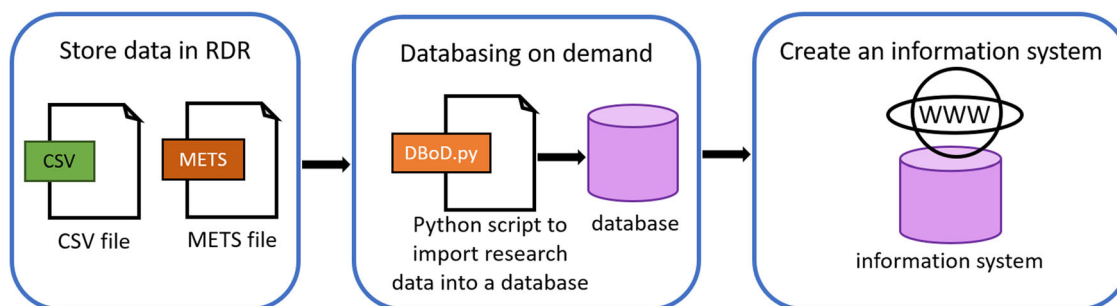 Store data in RDR
CSV
METS
CSV file
METS file
Databasing on demand
DBoD.py
Python script to
import research
data into a database
database
Create an information system
WWW
information system